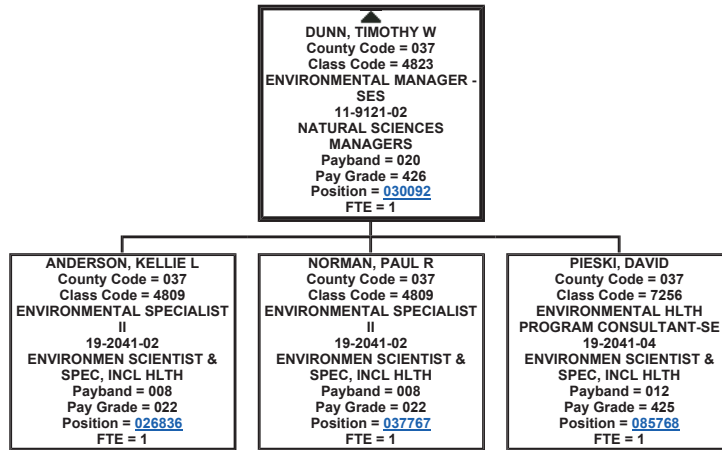 DUNN, TIMOTHY W
County Code = 037
Class Code = 4823
ENVIRONMENTAL MANAGER -
SES
11-9121-02
NATURAL SCIENCES
MANAGERS
Payband = 020
Pay Grade = 426
Position = 030092
FTE = 1
ANDERSON, KELLIE L
County Code = 037
Class Code = 4809
ENVIRONMENTAL SPECIALIST
II
19-2041-02
ENVIRONMEN SCIENTIST &
SPEC, INCL HLTH
Payband = 008
Pay Grade = 022
Position = 026836
FTE = 1
NORMAN, PAUL R
County Code = 037
Class Code = 4809
ENVIRONMENTAL SPECIALIST
II
19-2041-02
ENVIRONMEN SCIENTIST &
SPEC, INCL HLTH
Payband = 008
Pay Grade = 022
Position = 037767
FTE = 1
PIESKI, DAVID
County Code = 037
Class Code = 7256
ENVIRONMENTAL HLTH
PROGRAM CONSULTANT-SE
19-2041-04
ENVIRONMEN SCIENTIST &
SPEC, INCL HLTH
Payband = 012
Pay Grade = 425
Position = 085768
FTE = 1